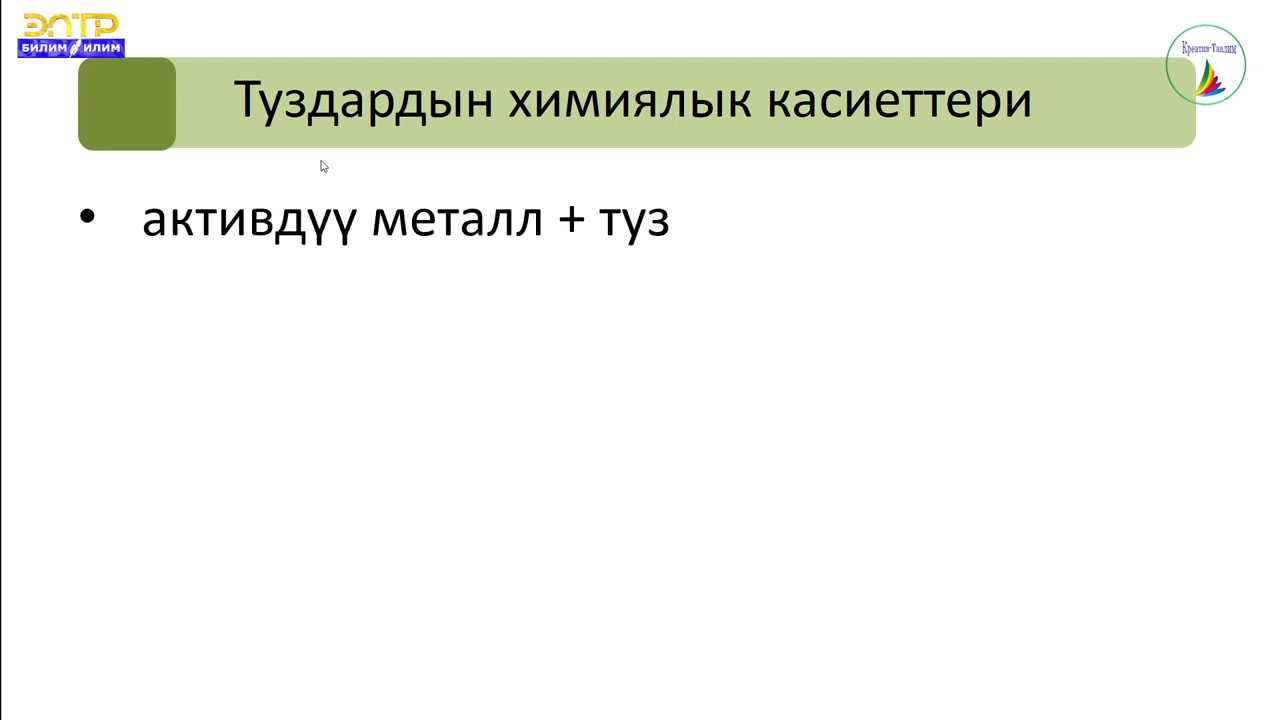 ЭЛТР
БИЛИМ ИЛИМ
Креатив-Таалим
Туздардын химиялык касиеттери
• активдүү металл + туз